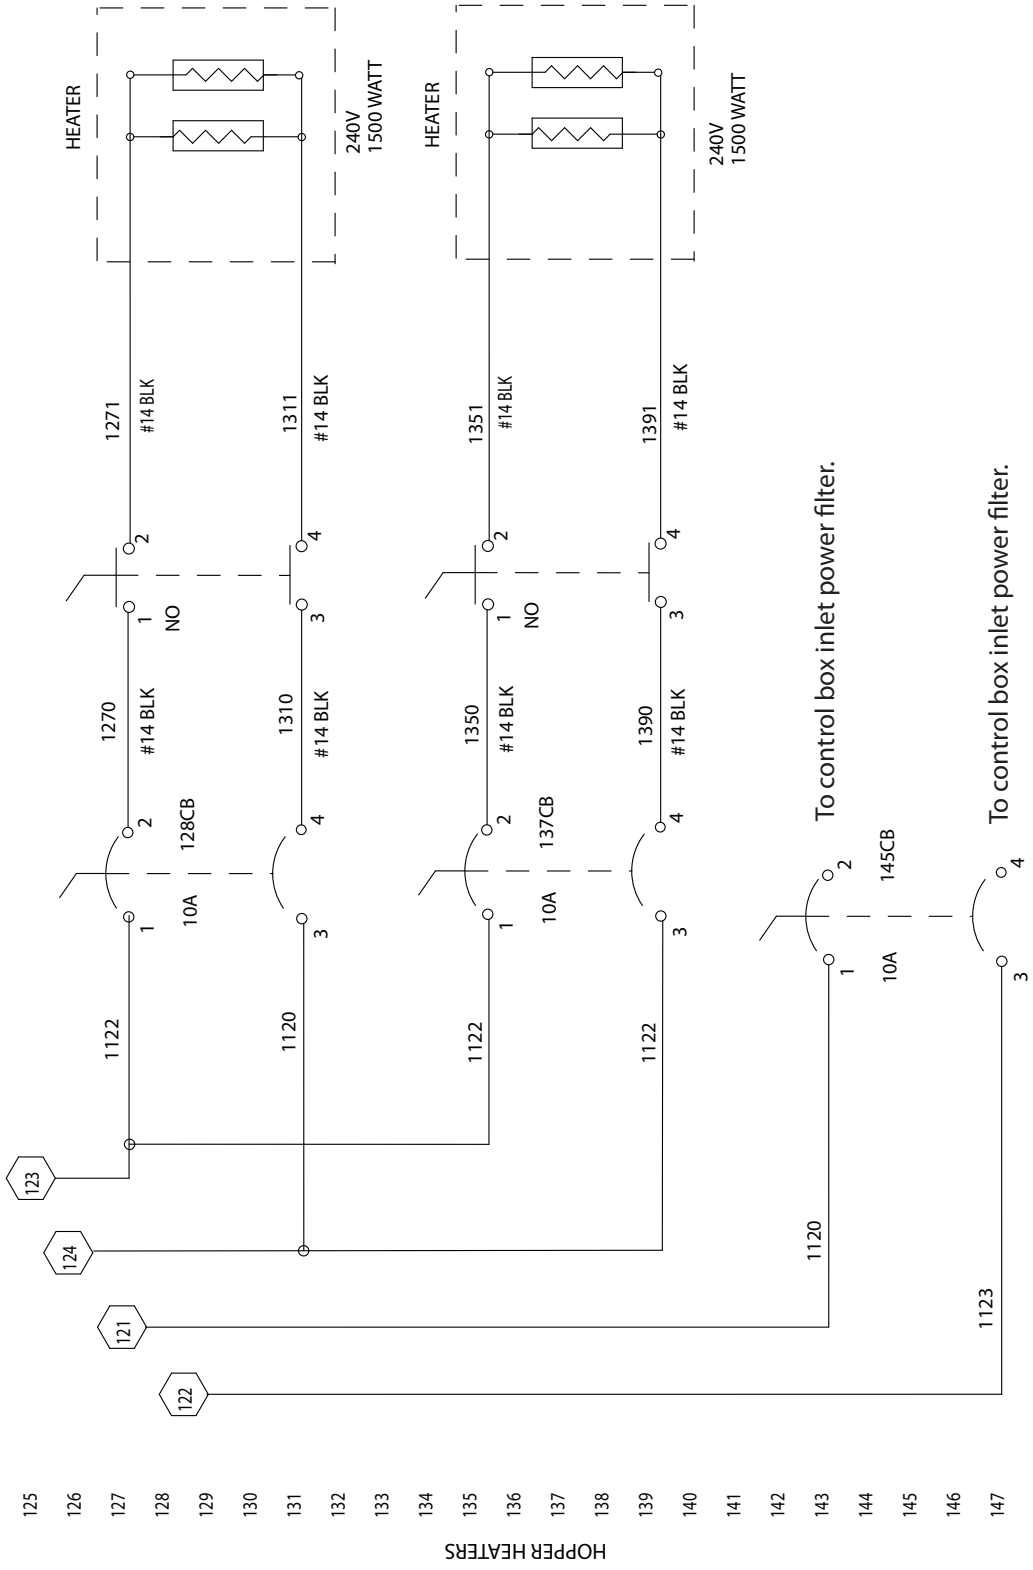 HOPPER HEATERS
125
126
127
128
129
130
131
132
133
134
135
136
137
138
139
140
141
142
143
144
145
146
147
123
124
121
122
1122
1
2
10A
128CB
1270
#14 BLK
1
2
NO
1271
#14 BLK
HEATER
1120
3
4
1310
#14 BLK
3
4
1311
#14 BLK
240V
1500 WATT
1122
1
2
10A
137CB
1350
#14 BLK
1
2
NO
1351
#14 BLK
HEATER
1122
3
4
1390
#14 BLK
3
4
1391
#14 BLK
240V
1500 WATT
1120
1
2
10A
145CB
To control box inlet power filter.
1123
3
4
To control box inlet power filter.